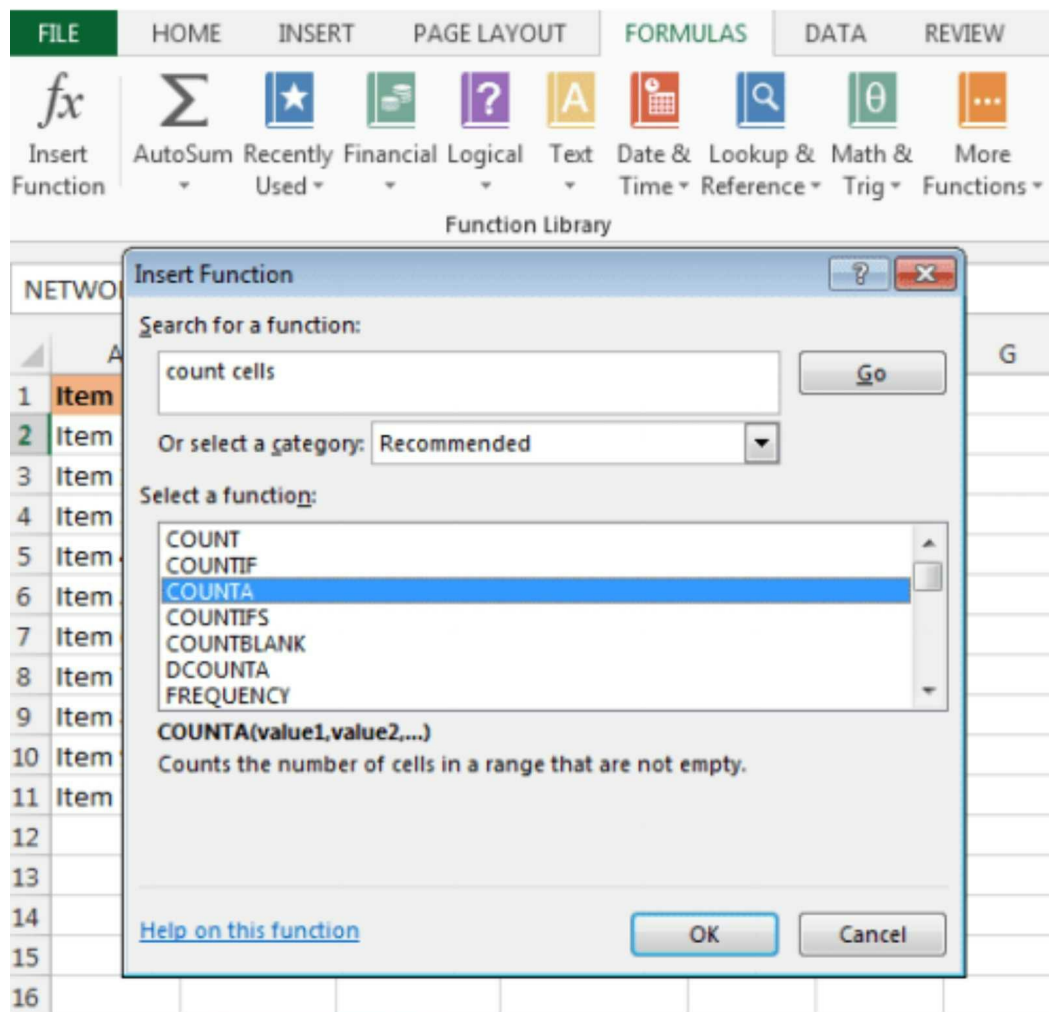 FILE HOME INSERT PAGE LAYOUT FORMULAS DATA REVIEW
fx Σ ? A θ
Insert AutoSum Recently Financial Logical Text Date & Lookup & Math & More
Function Used Time Reference Trig Functions
Function Library
Insert Function ?
NETWO
Search for a function:
A G
count cells Go
1 Item
2 Item
Or select a category: Recommended
3 Item
Select a function:
4 Item
COUNT
5 Item
COUNTIF
6 Item
COUNTA
COUNTIFS
7 Item
COUNTBLANK
8 Item
DCOUNTA
FREQUENCY
9 Item
COUNTA(value1,value2,...)
10 Item
Counts the number of cells in a range that are not empty.
11 Item
12
13
14
Help on this function OK Cancel
15
16